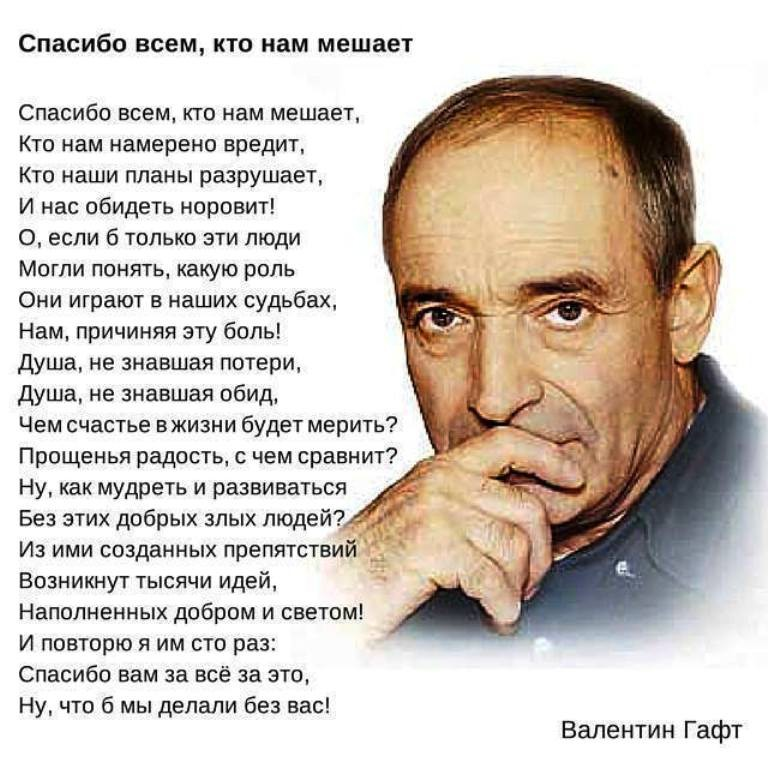 Спасибо всем, кто нам мешает
Спасибо всем, кто нам мешает,
Кто нам намерено вредит,
Кто наши планы разрушает,
И нас обидеть норовит!
О, если б только эти люди
Могли понять, какую роль
Они играют в наших судьбах,
Нам, причиняя эту боль!
Душа, не знавшая потери,
Душа, не знавшая обид,
Чем счастье в жизни будет мерить?
Прощенья радость, с чем сравнит?
Ну, как мудреть и развиваться
Без этих добрых злых людей?
Из ими созданных препятствий
Возникнут тысячи идей,
Наполненных добром и светом!
И повторю я им сто раз:
Спасибо вам за всё за это,
Ну, что б мы делали без вас!
Валентин Гафт